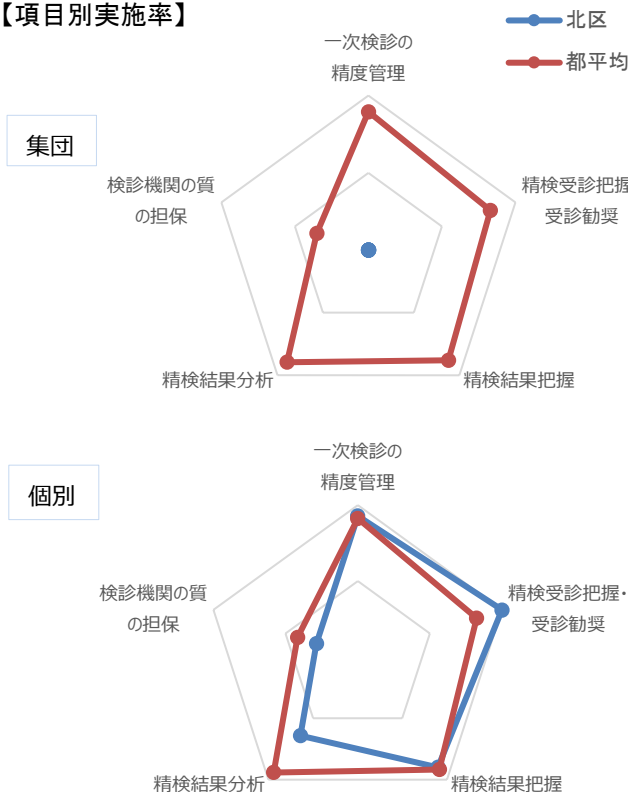 【項目別実施率】
北区
都平均
集団
一次検診の
精度管理
精検受診把握
受診勧奨
精検結果把握
精検結果分析
検診機関の質
の担保
個別
一次検診の
精度管理
精検受診把握・
受診勧奨
精検結果把握
精検結果分析
検診機関の質
の担保